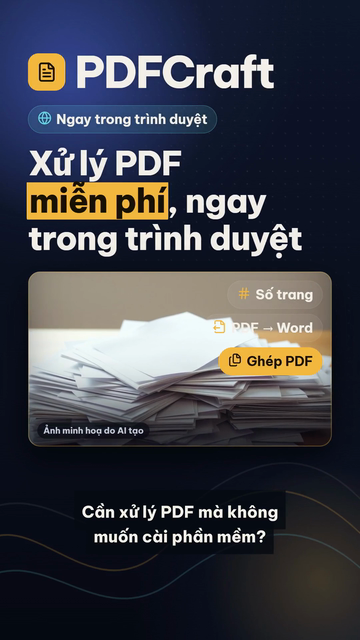 PDFCraft
Ngay trong trình duyệt
Xử lý PDF
miễn phí, ngay
trong trình duyệt
# Số trang
PDF → Word
Ghép PDF
Ảnh minh hoạ do AI tạo
Cần xử lý PDF mà không
muốn cài phần mềm?